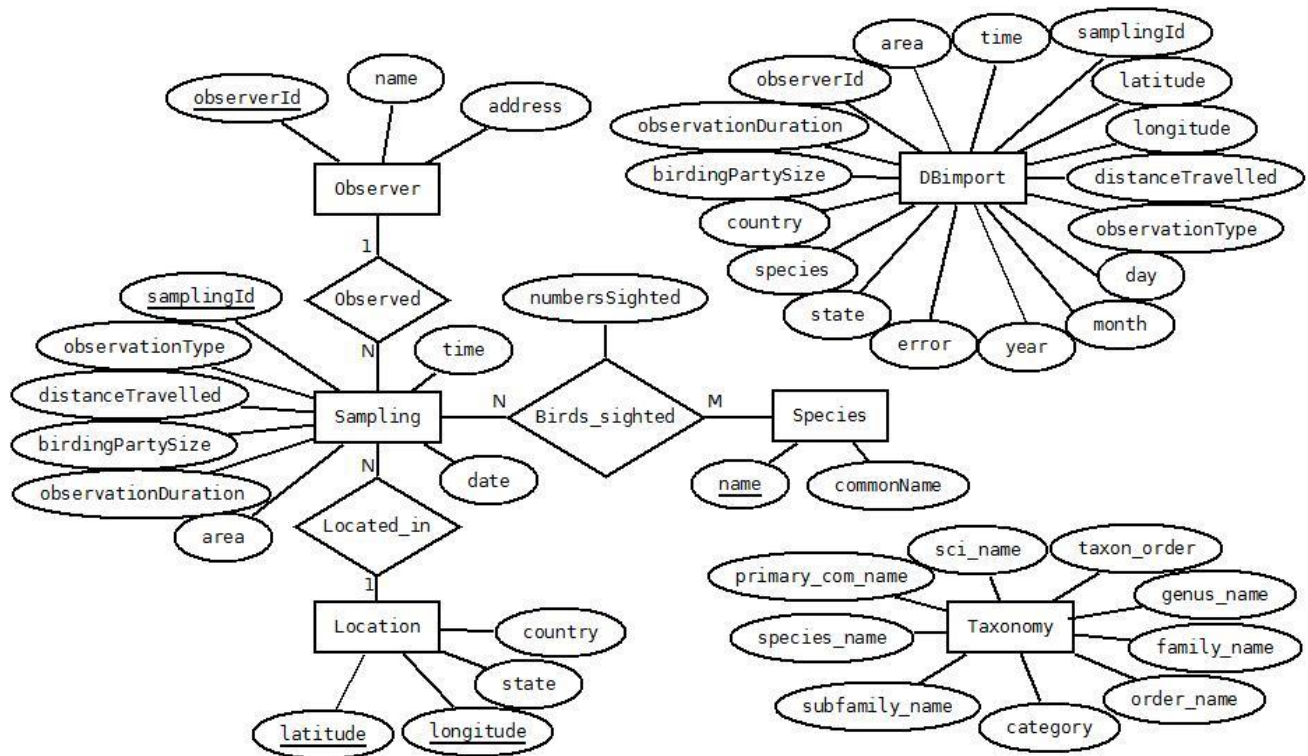 observerId
name
address
Observer
1
Observed
N
samplingId
observationType
distanceTravelled
birdingPartySize
observationDuration
area
time
date
Sampling
N
Birds_sighted
numbersSighted
M
Species
name
commonName
N
Located_in
1
Location
country
state
latitude
longitude
area
time
samplingId
observerId
latitude
observationDuration
longitude
birdingPartySize
DBimport
distanceTravelled
country
observationType
species
day
state
month
error
year
sci_name
taxon_order
primary_com_name
genus_name
species_name
Taxonomy
family_name
subfamily_name
order_name
category